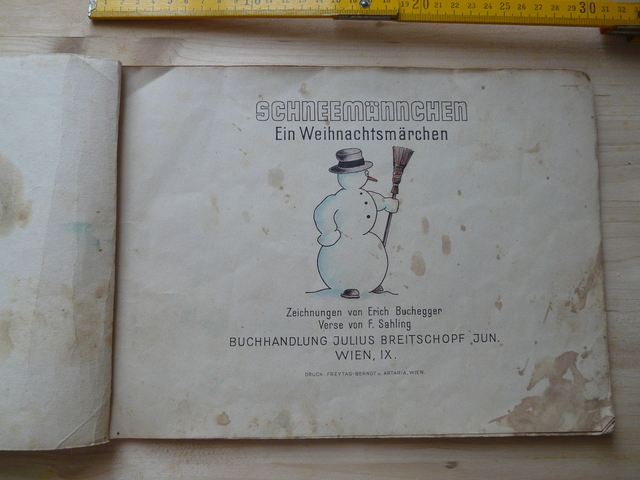 SCHNEEMÄNNCHEN
Ein Weihnachtsmärchen
Zeichnungen von Erich Buchegger
Verse von F. Sahling
BUCHHANDLUNG JULIUS BREITSCHOPF JUN.
WIEN, IX.
DRUCK: FREYTAG-BERNDT u. ARTARIA, WIEN.